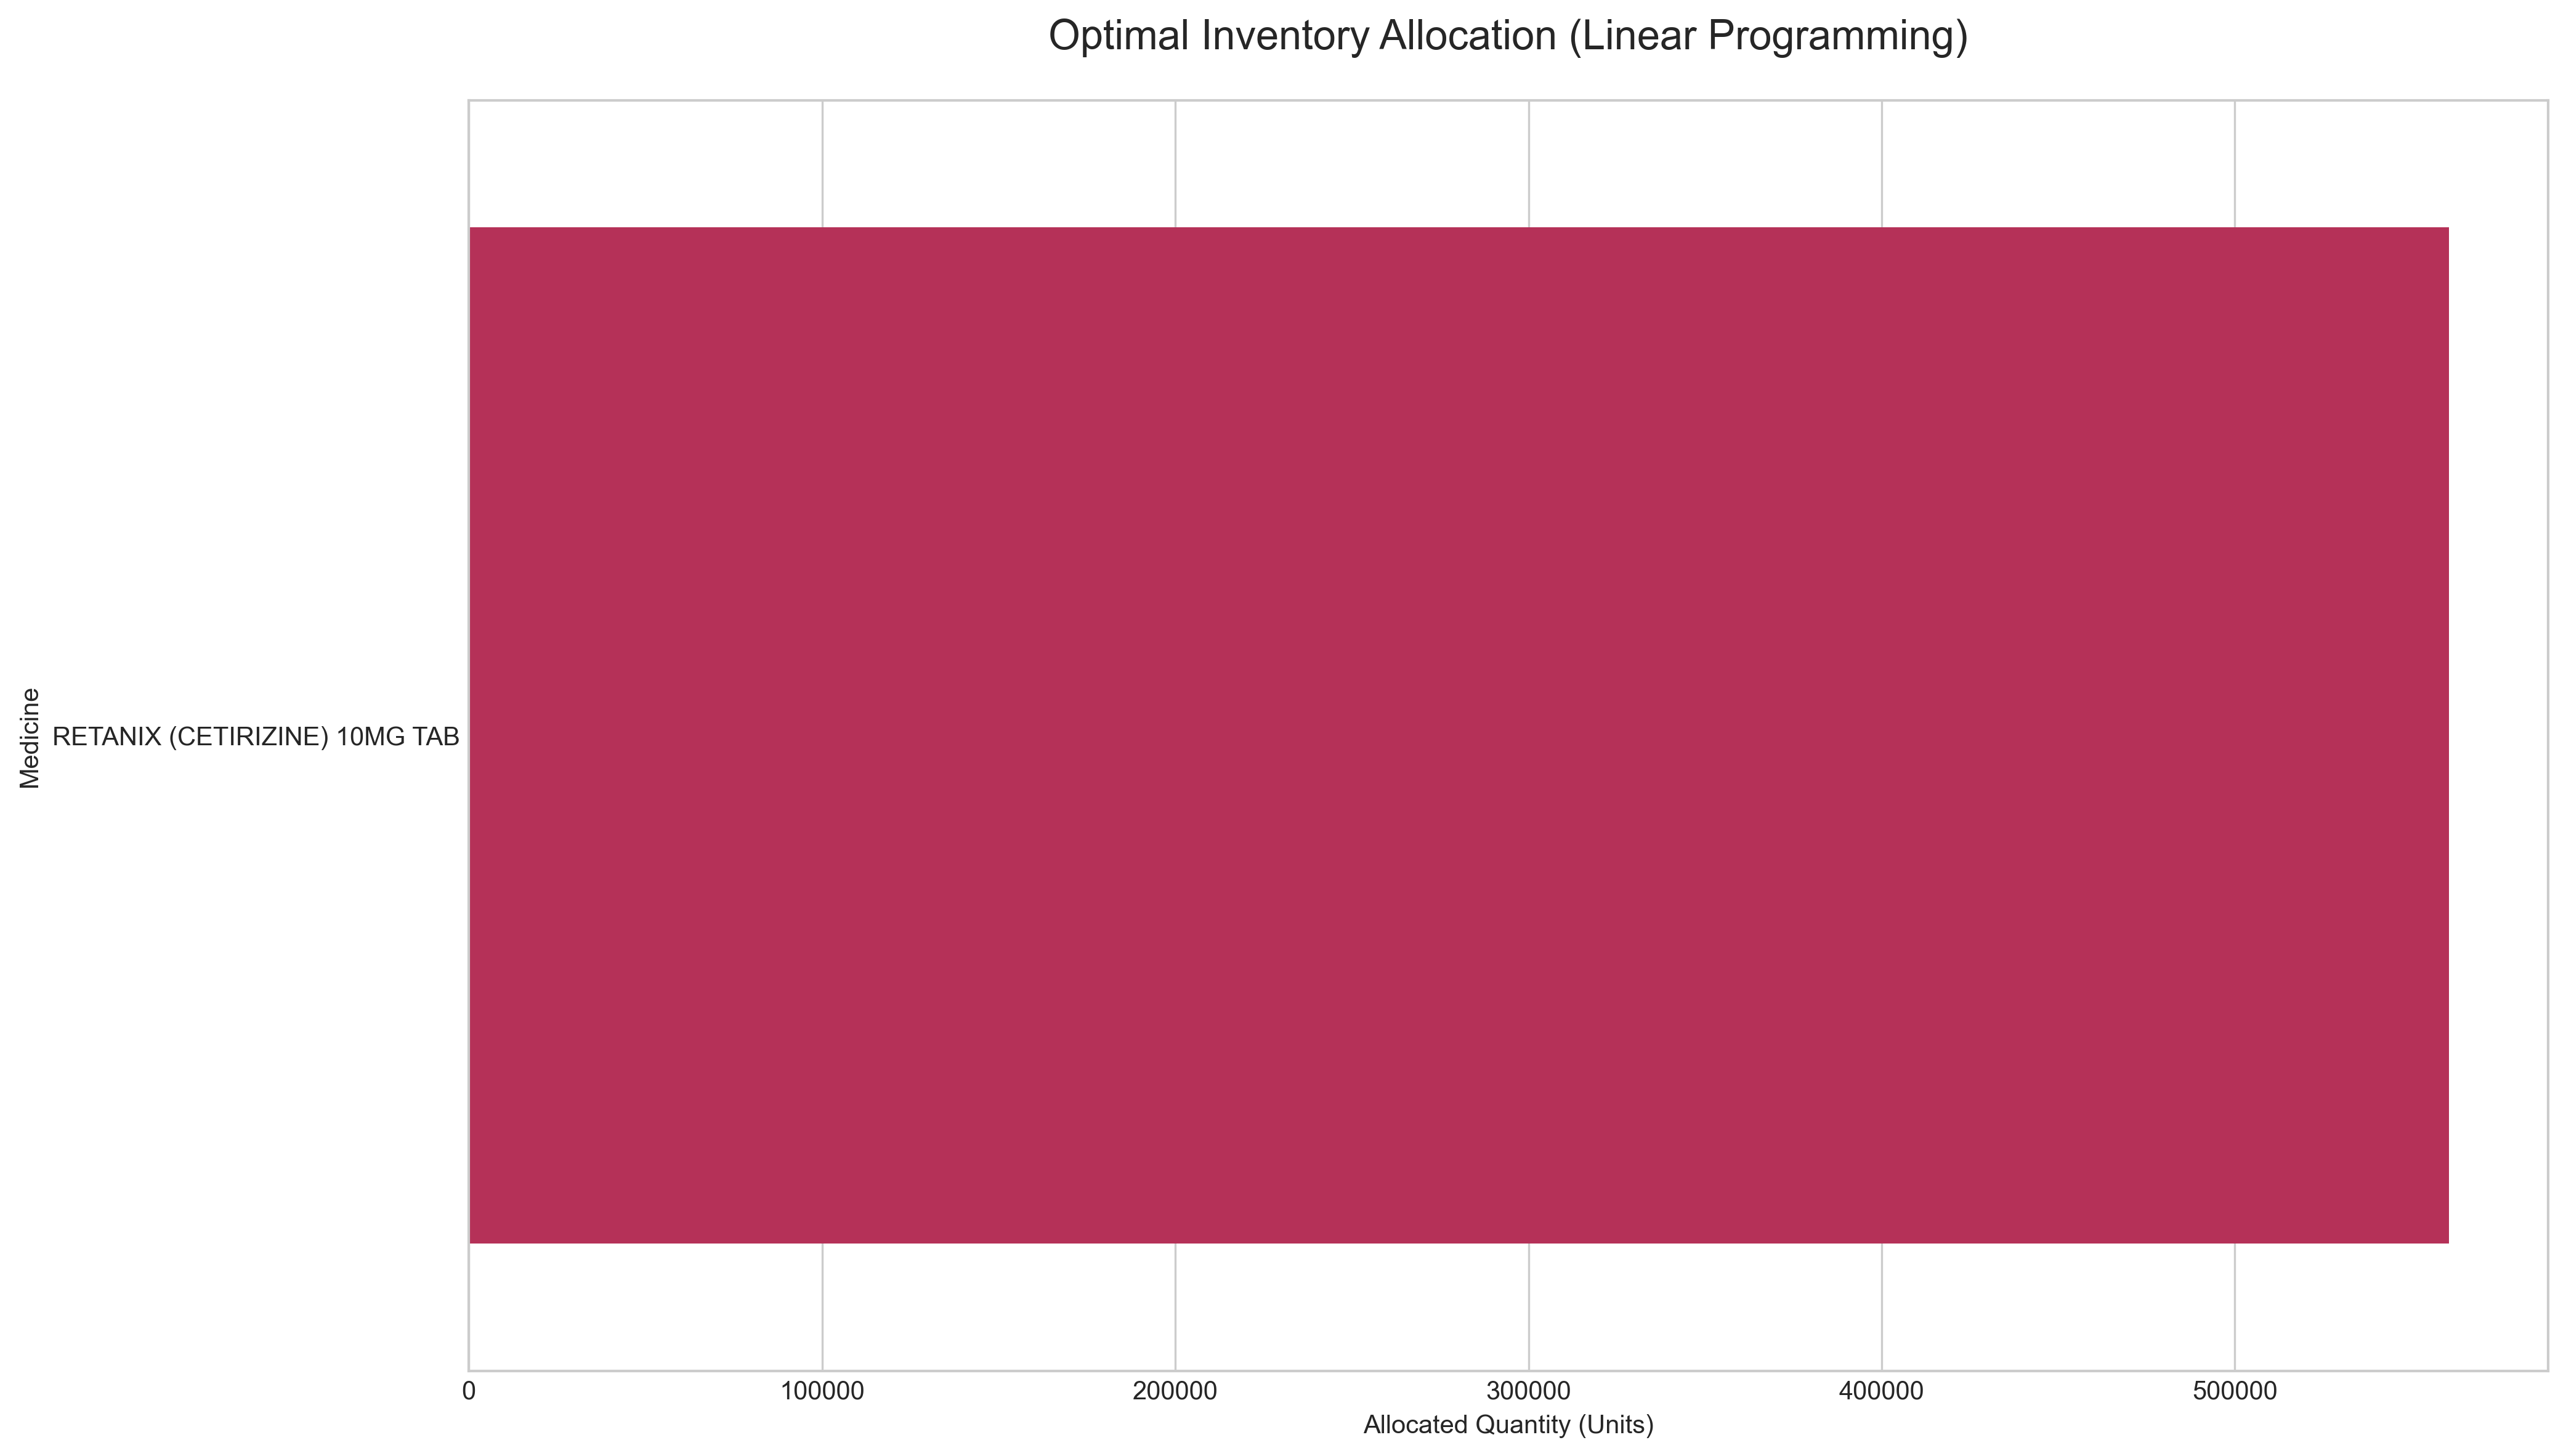 Optimal Inventory Allocation (Linear Programming)
Medicine
RETANIX (CETIRIZINE) 10MG TAB
0
100000
200000
300000
400000
500000
Allocated Quantity (Units)